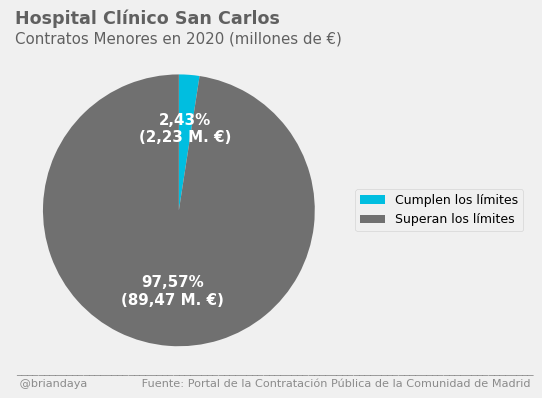 Hospital Clínico San Carlos
Contratos Menores en 2020 (millones de €)
2,43%
(2,23 M. €)
Cumplen los límites
Superan los límites
97,57%
(89,47 M. €)
@briandaya Fuente: Portal de la Contratación Pública de la Comunidad de Madrid